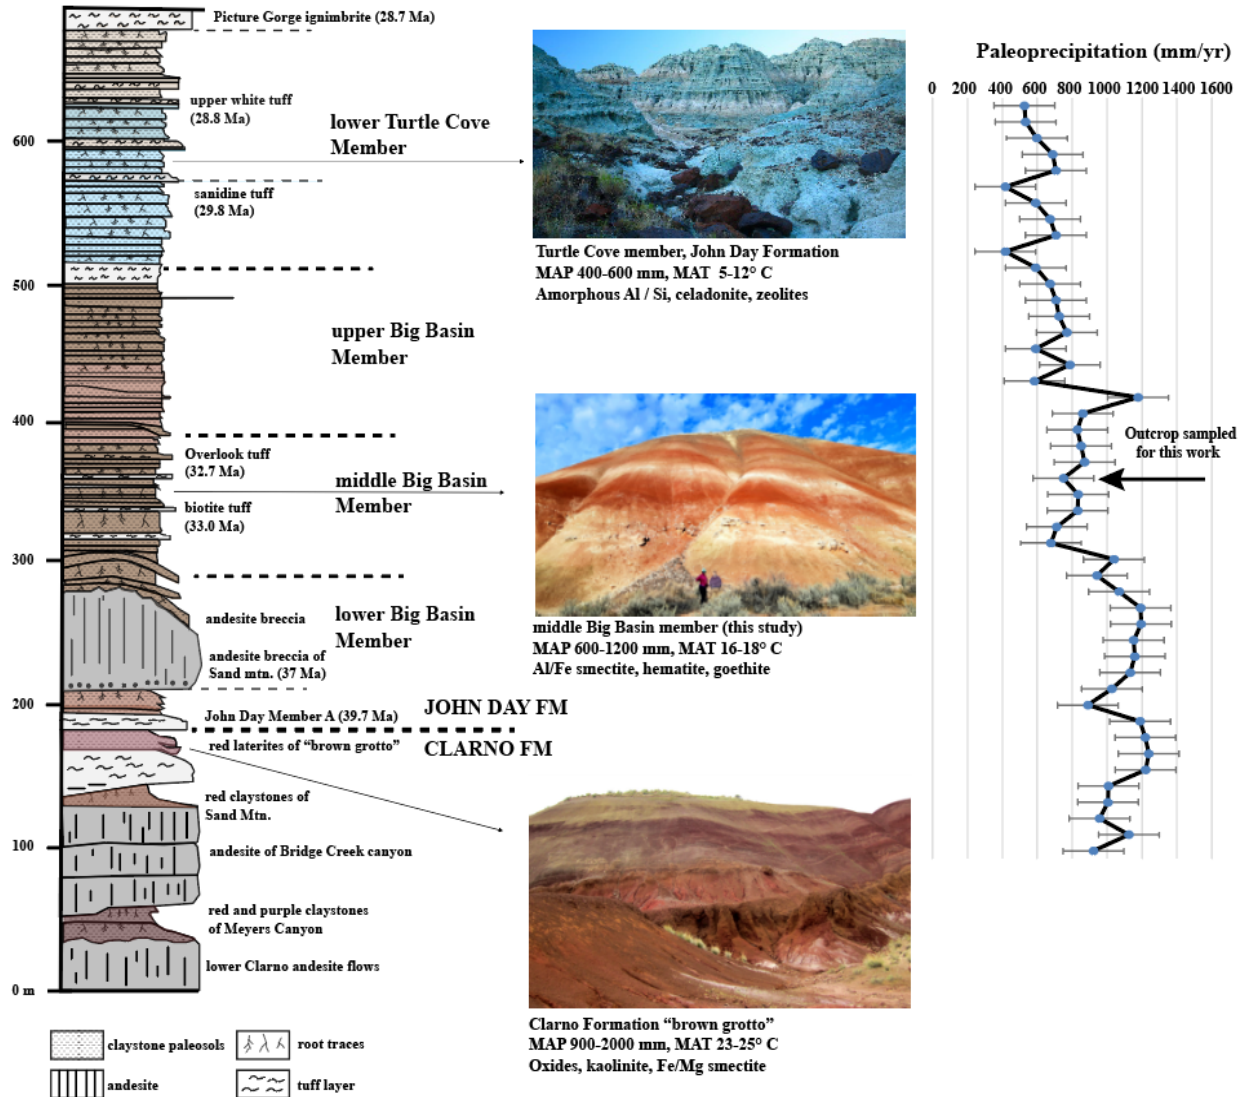 Picture Gorge ignimbrite (28.7 Ma)
upper white tuff
(28.8 Ma)
lower Turtle Cove
Member
600
sanidine tuff
(29.8 Ma)
500
upper Big Basin
Member
400
Overlook tuff
(32.7 Ma)
middle Big Basin
Member
biotite tuff
(33.0 Ma)
300
lower Big Basin
Member
andesite breccia
andesite breccia of
Sand mtn. (37 Ma)
200
John Day Member A (39.7 Ma)
JOHN DAY FM
CLARNO FM
red laterites of “brown grotto”
red claystones of
Sand Mtn.
100
andesite of Bridge Creek canyon
red and purple claystones
of Meyers Canyon
lower Clarno andesite flows
0 m
claystone paleosols
root traces
andesite
tuff layer
Turtle Cove member, John Day Formation
MAP 400-600 mm, MAT 5-12° C
Amorphous Al / Si, celadonite, zeolites
middle Big Basin member (this study)
MAP 600-1200 mm, MAT 16-18° C
Al/Fe smectite, hematite, goethite
Clarno Formation “brown grotto”
MAP 900-2000 mm, MAT 23-25° C
Oxides, kaolinite, Fe/Mg smectite
Paleoprecipitation (mm/yr)
0 200 400 600 800 1000 1200 1400 1600
Outcrop sampled
for this work